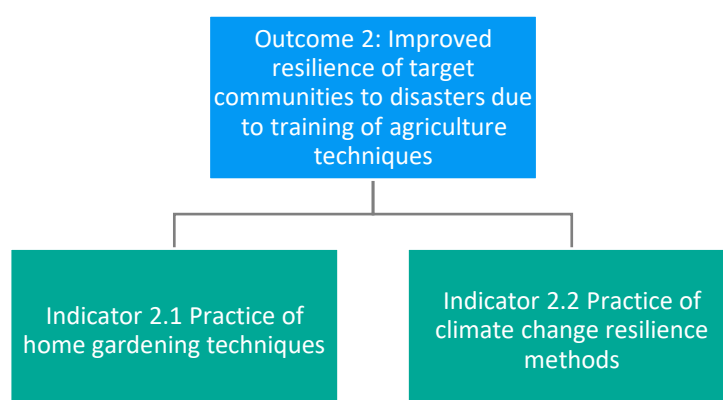 Outcome 2: Improved
resilience of target
communities to disasters due
to training of agriculture
techniques
Indicator 2.1 Practice of
home gardening techniques
Indicator 2.2 Practice of
climate change resilience
methods